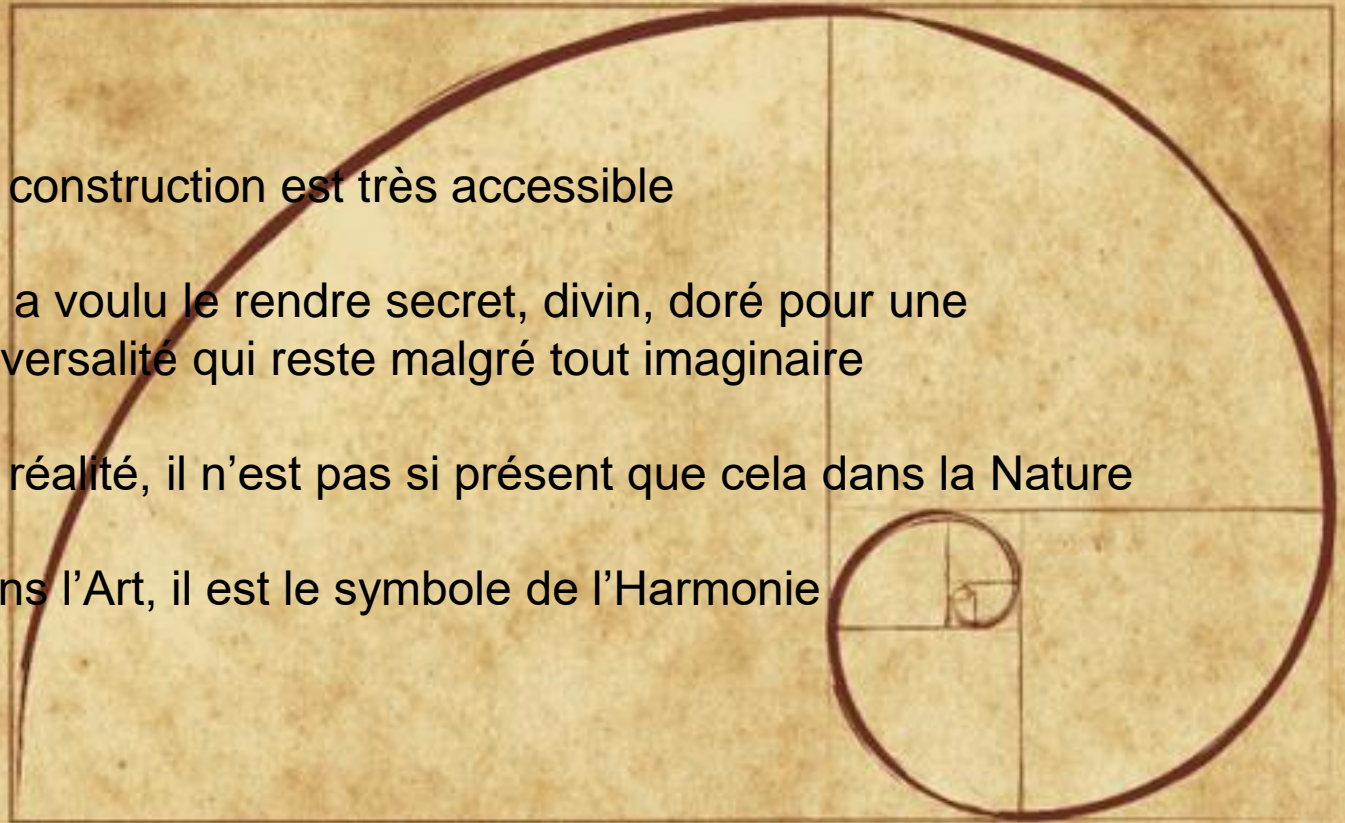 construction est très accessible
a voulu le rendre secret, divin, doré pour une
versalité qui reste malgré tout imaginaire
réalité, il n’est pas si présent que cela dans la Nature
ns l’Art, il est le symbole de l’Harmonie